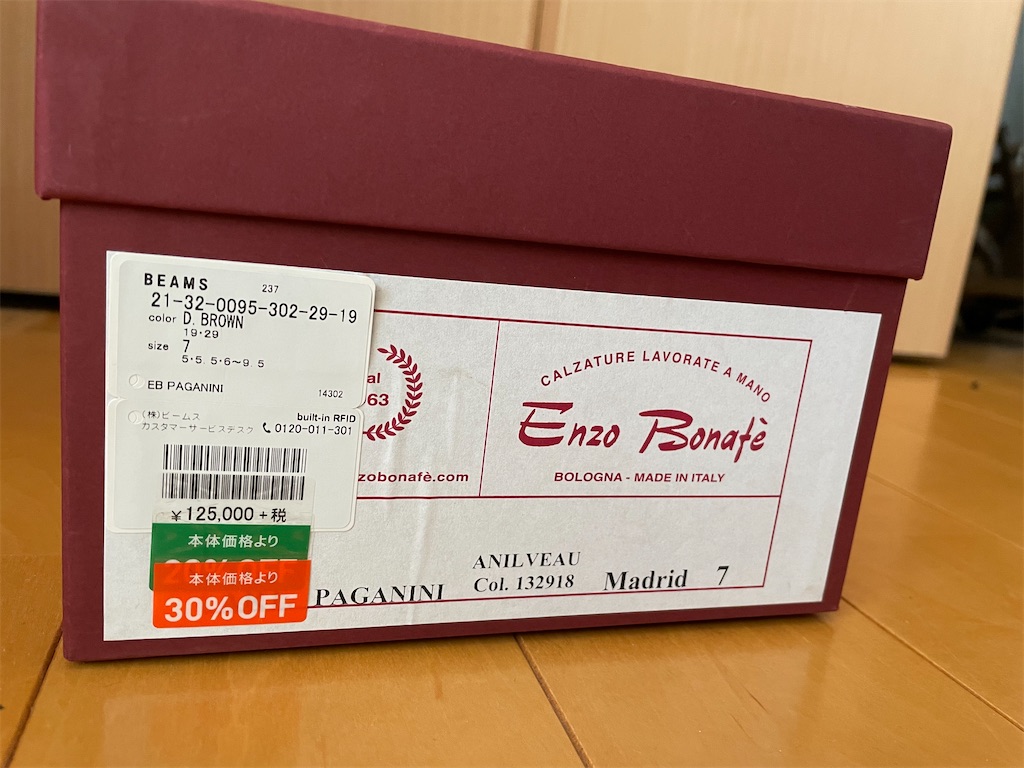 BEAMS
237
21-32-0095-302-29-19
color D. BROWN
19・29
size 7
5・5.5・6〜9.5
EB PAGANINI
14302
(株)ビームス
built-in RFID
カスタマーサービスデスク 0120-011-301
¥125,000+税
本体価格より
20%OFF
本体価格より
30%OFF
al
63
zobonafè.com
CALZATURE LAVORATE A MANO
Enzo Bonafè
BOLOGNA - MADE IN ITALY
PAGANINI
ANILVEAU
Col. 132918
Madrid 7